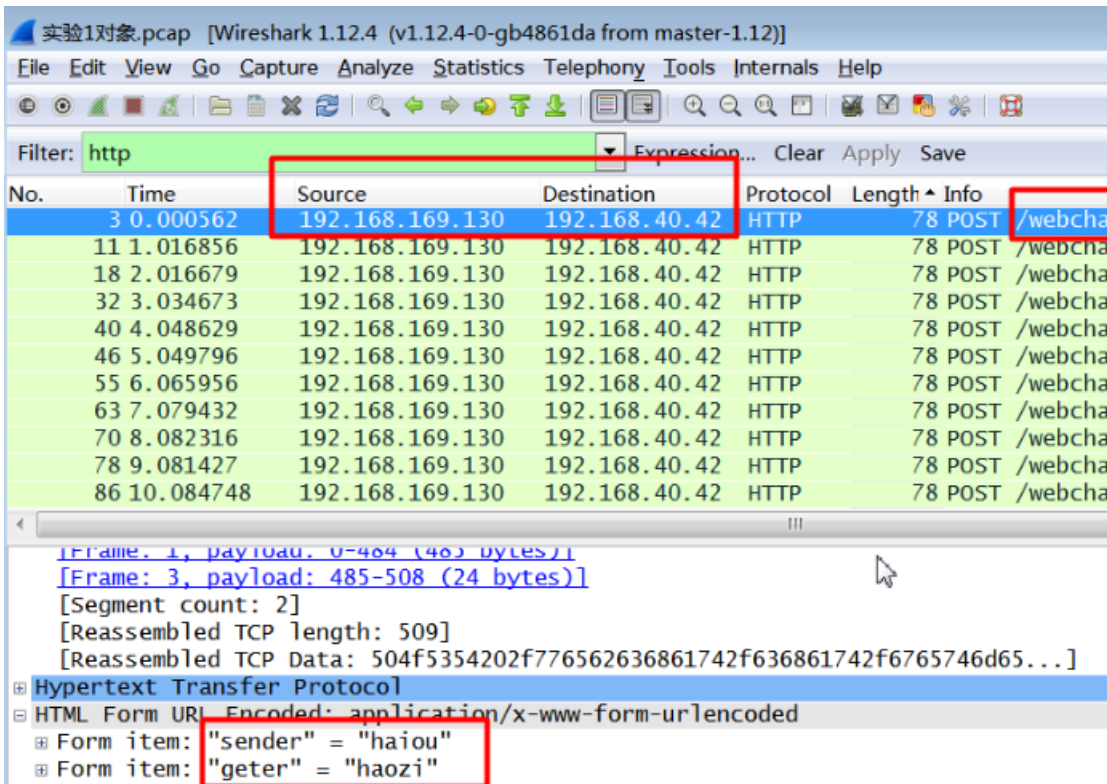 实验1对象.pcap [Wireshark 1.12.4 (v1.12.4-0-gb4861da from master-1.12)]
File Edit View Go Capture Analyze Statistics Telephony Tools Internals Help
Filter: http Expression... Clear Apply Save
No. Time Source Destination Protocol Length Info
3 0.000562 192.168.169.130 192.168.40.42 HTTP 78 POST /webcha
11 1.016856 192.168.169.130 192.168.40.42 HTTP 78 POST /webcha
18 2.016679 192.168.169.130 192.168.40.42 HTTP 78 POST /webcha
32 3.034673 192.168.169.130 192.168.40.42 HTTP 78 POST /webcha
40 4.048629 192.168.169.130 192.168.40.42 HTTP 78 POST /webcha
46 5.049796 192.168.169.130 192.168.40.42 HTTP 78 POST /webcha
55 6.065956 192.168.169.130 192.168.40.42 HTTP 78 POST /webcha
63 7.079432 192.168.169.130 192.168.40.42 HTTP 78 POST /webcha
70 8.082316 192.168.169.130 192.168.40.42 HTTP 78 POST /webcha
78 9.081427 192.168.169.130 192.168.40.42 HTTP 78 POST /webcha
86 10.084748 192.168.169.130 192.168.40.42 HTTP 78 POST /webcha
[Frame: 1, payload: 0-484 (485 bytes)]
[Frame: 3, payload: 485-508 (24 bytes)]
[Segment count: 2]
[Reassembled TCP length: 509]
[Reassembled TCP Data: 504f5354202f776562636861742f636861742f6765746d65...]
Hypertext Transfer Protocol
HTML Form URL Encoded: application/x-www-form-urlencoded
Form item: "sender" = "haiou"
Form item: "geter" = "haozi"